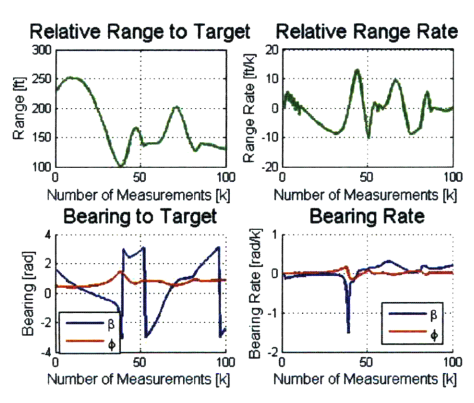 Relative Range to Target
Range [ft]
300
250
200
150
100
0
50
100
Number of Measurements [k]
Relative Range Rate
Range Rate [ft/k]
20
10
0
-10
-20
0
50
100
Number of Measurements [k]
Bearing to Target
Bearing [rad]
4
2
0
-2
-4
β
ϕ
0
50
100
Number of Measurements [k]
Bearing Rate
Bearing Rate [rad/k]
1
0
-1
-2
β
ϕ
0
50
100
Number of Measurements [k]